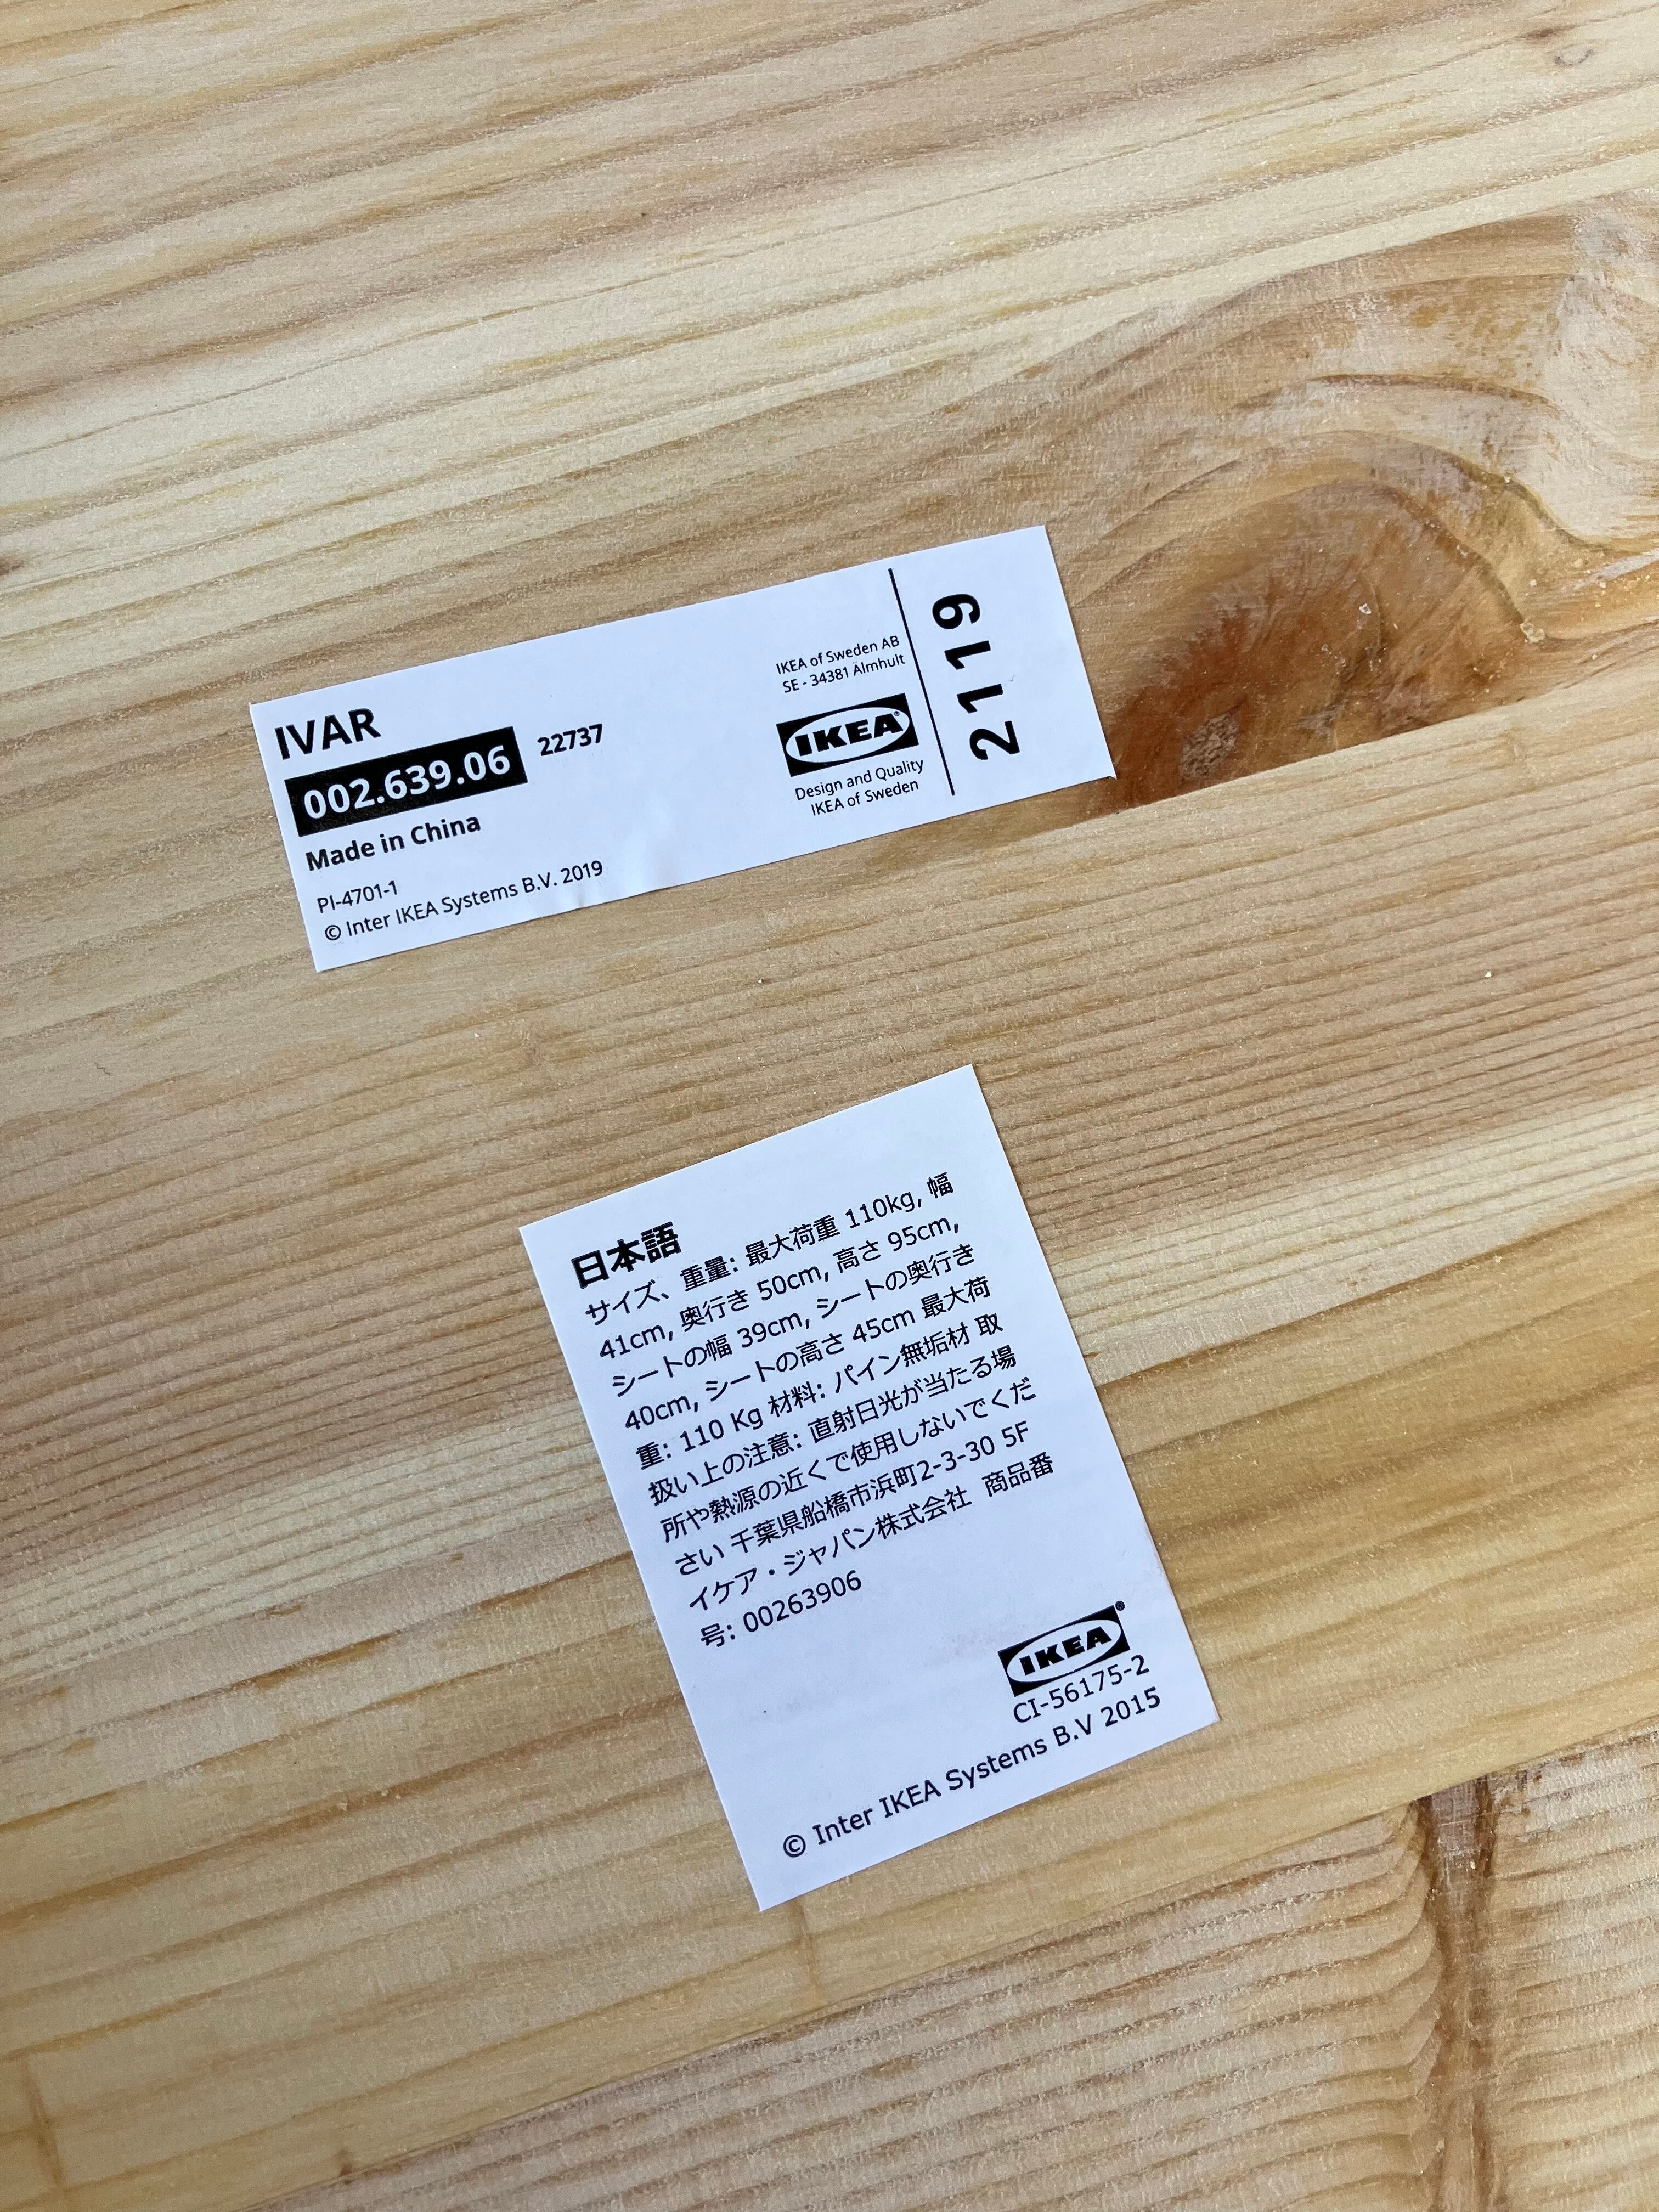 IVAR
002.639.06 22737
Made in China
PI-4701-1
© Inter IKEA Systems B.V. 2019
IKEA of Sweden AB
SE - 34381 Älmhult
IKEA®
Design and Quality
IKEA of Sweden
2119
日本語
サイズ、重量: 最大荷重 110kg, 幅
41cm, 奥行き 50cm, 高さ 95cm,
シートの幅 39cm, シートの奥行き
40cm, シートの高さ 45cm 最大荷
重: 110 Kg 材料: パイン無垢材 取
扱い上の注意: 直射日光が当たる場
所や熱源の近くで使用しないでくだ
さい 千葉県船橋市浜町2-3-30 5F
イケア・ジャパン株式会社 商品番
号: 00263906
IKEA®
CI-56175-2
© Inter IKEA Systems B.V 2015